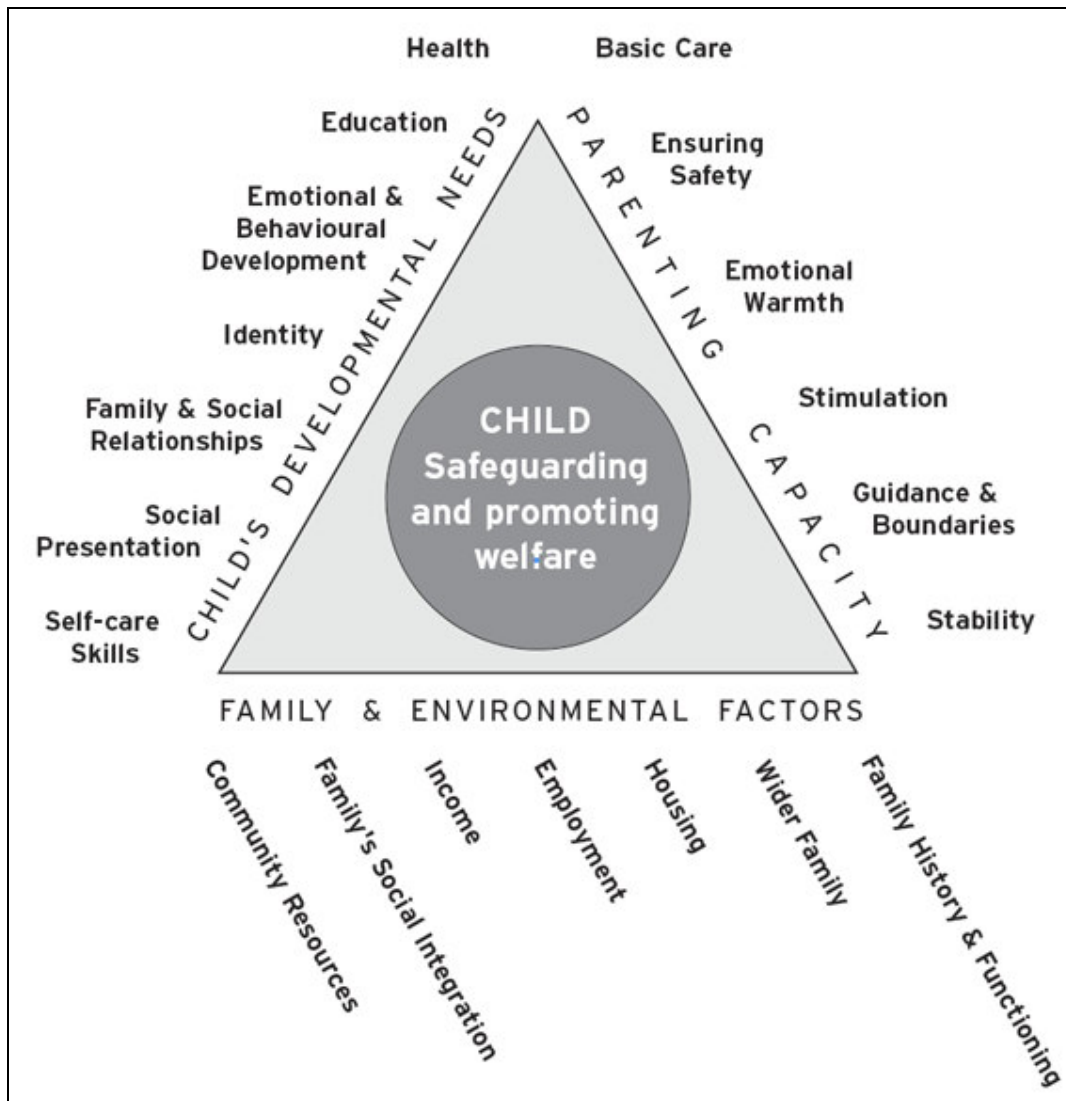 Health
Education
Emotional &
Behavioural
Development
Identity
Family & Social
Relationships
Social
Presentation
Self-care
Skills
CHILD'S DEVELOPMENTAL NEEDS
Basic Care
Ensuring
Safety
Emotional
Warmth
Stimulation
Guidance &
Boundaries
Stability
PARENTING CAPACITY
CHILD
Safeguarding
and promoting
welfare
FAMILY & ENVIRONMENTAL FACTORS
Community Resources
Family's Social Integration
Income
Employment
Housing
Wider Family
Family History & Functioning